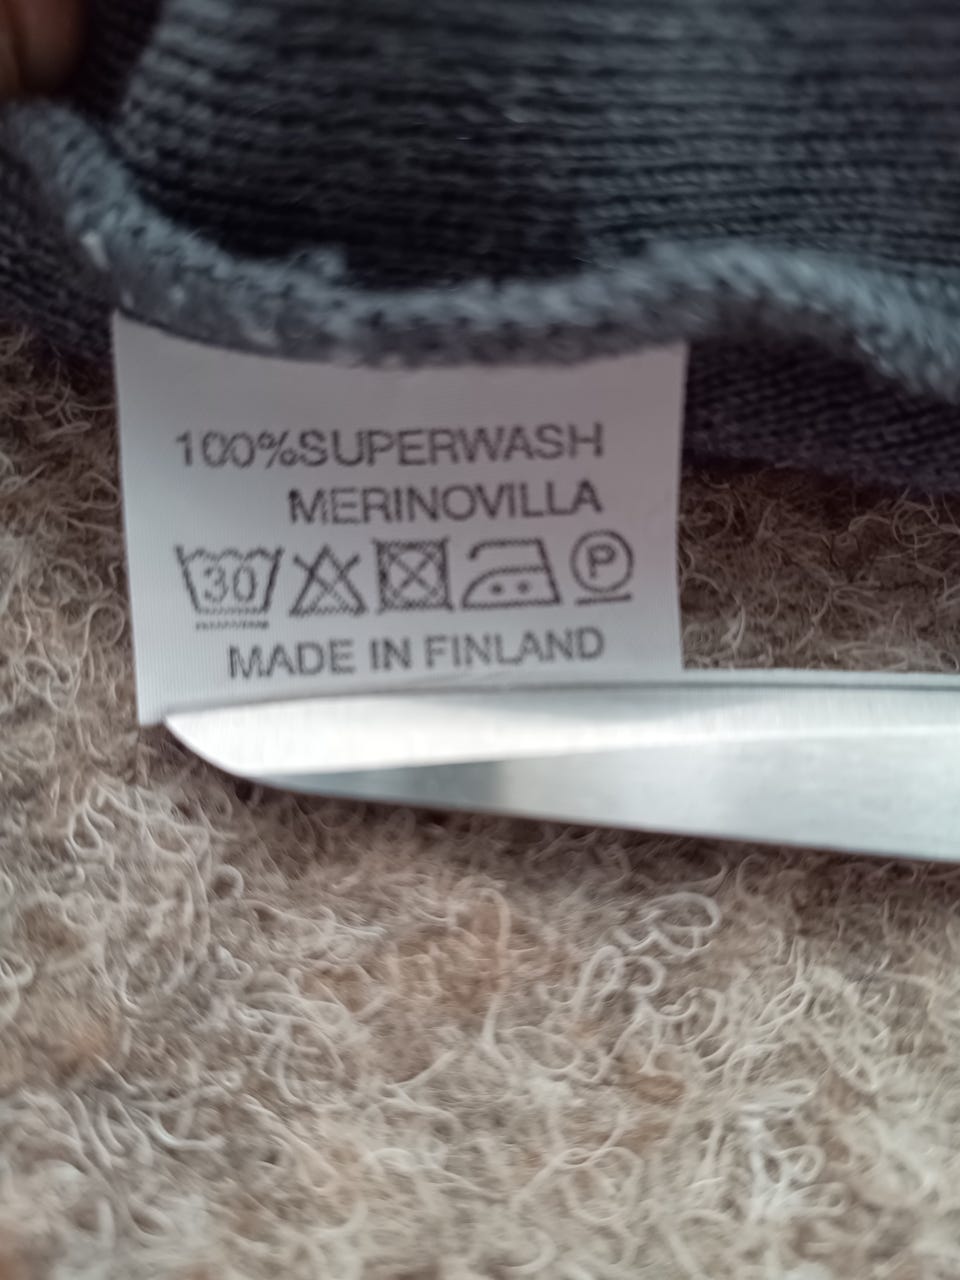 100%SUPERWASH
MERINOVILLA
30 P
MADE IN FINLAND